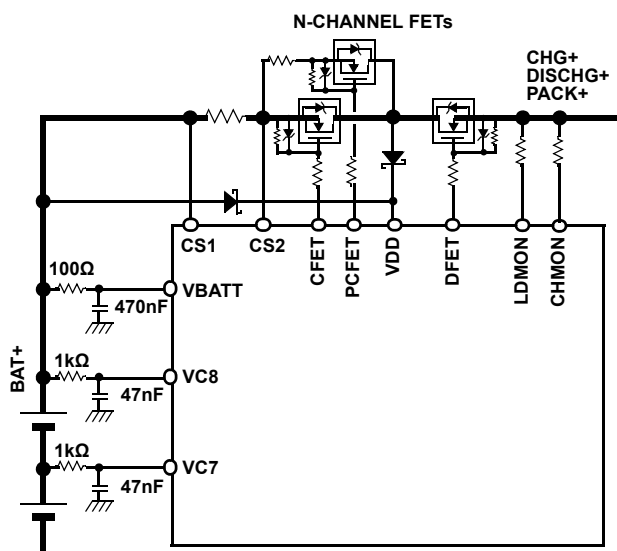 N-CHANNEL FETs
CHG+
DISCHG+
PACK+
CS1
CS2
CFET
PCFET
VDD
DFET
LDMON
CHMON
100Ω
VBATT
470nF
BAT+
1kΩ
VC8
47nF
1kΩ
VC7
47nF